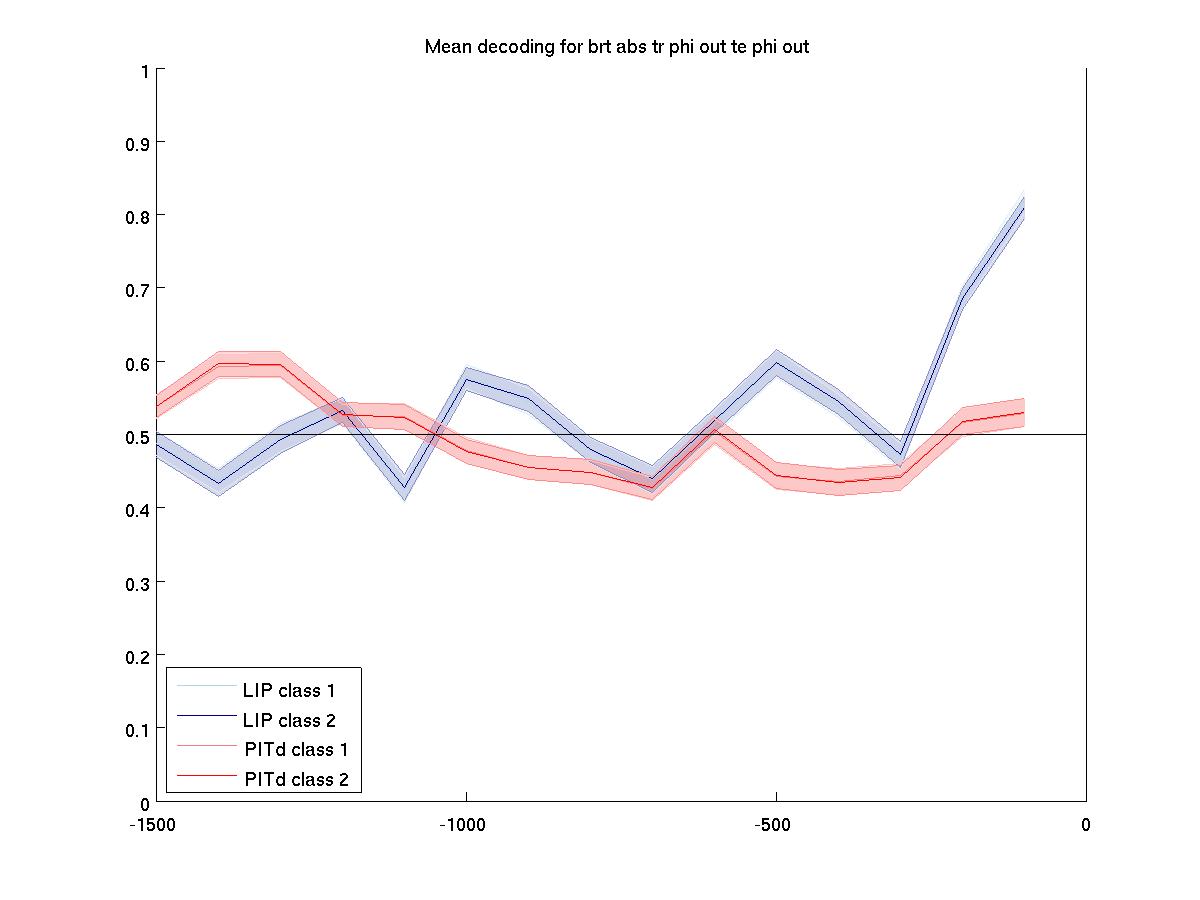 Mean decoding for brt abs tr phi out te phi out
1
0.9
0.8
0.7
0.6
0.5
0.4
0.3
0.2
0.1
0
LIP class 1
LIP class 2
PITd class 1
PITd class 2
-1500 -1000 -500 0